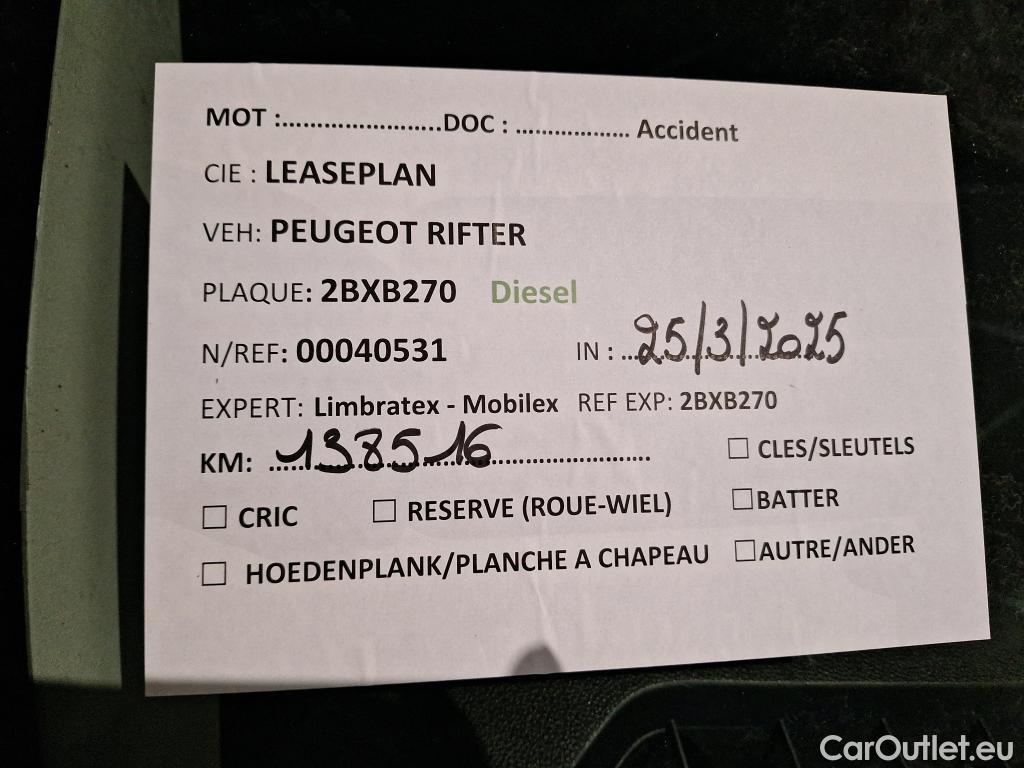 MOT :........................DOC : .................. Accident
CIE : LEASEPLAN
VEH: PEUGEOT RIFTER
PLAQUE: 2BXB270 Diesel
N/REF: 00040531 IN : ...25/3/2025
EXPERT: Limbratex - Mobilex REF EXP: 2BXB270
KM: ...138516.........................
☐ CLES/SLEUTELS
☐ CRIC ☐ RESERVE (ROUE-WIEL) ☐BATTER
☐ HOEDENPLANK/PLANCHE A CHAPEAU ☐AUTRE/ANDER
CarOutlet.eu